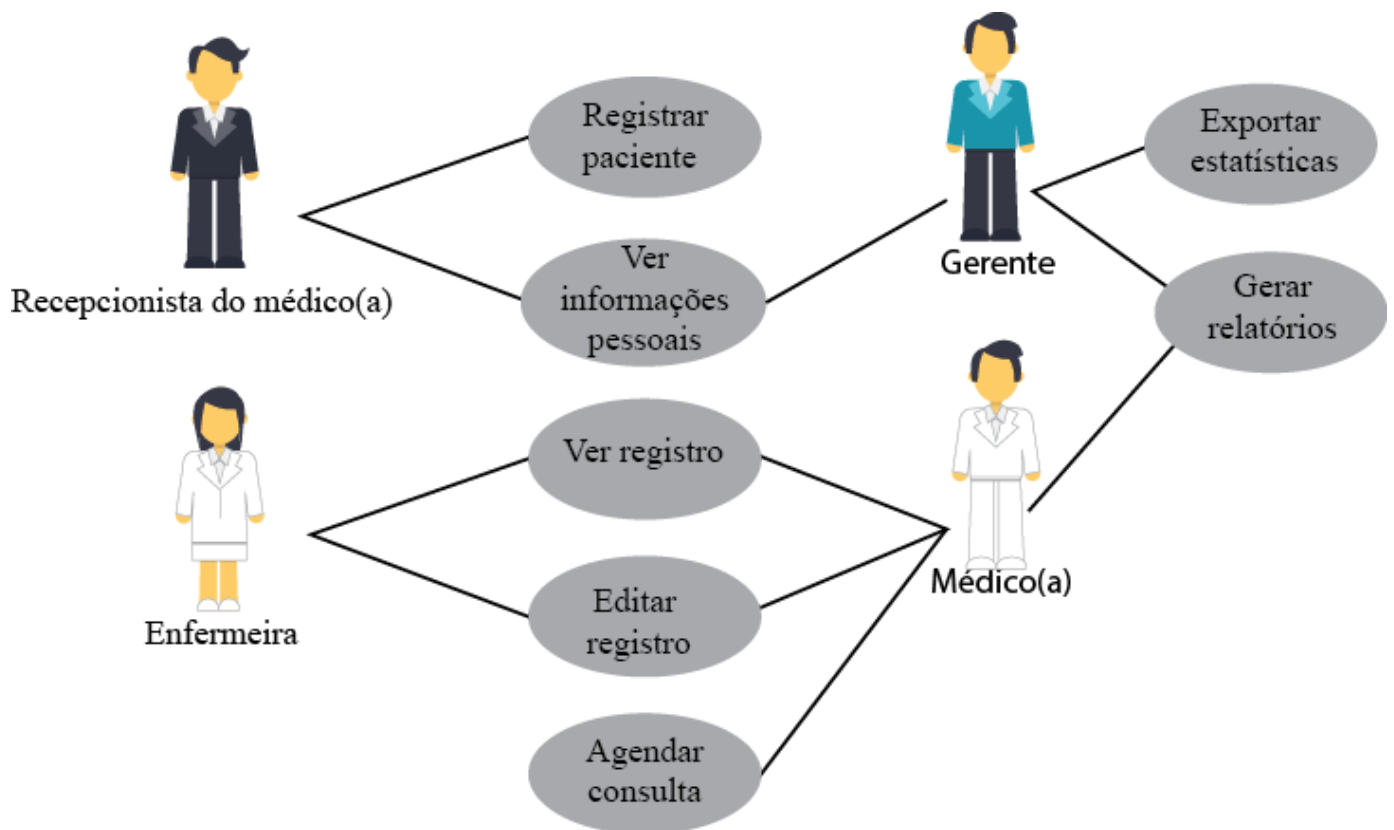 Registrar
paciente
Exportar
estatísticas
Recepcionista do médico(a)
Ver
informações
pessoais
Gerente
Gerar
relatórios
Ver registro
Enfermeira
Editar
registro
Médico(a)
Agendar
consulta